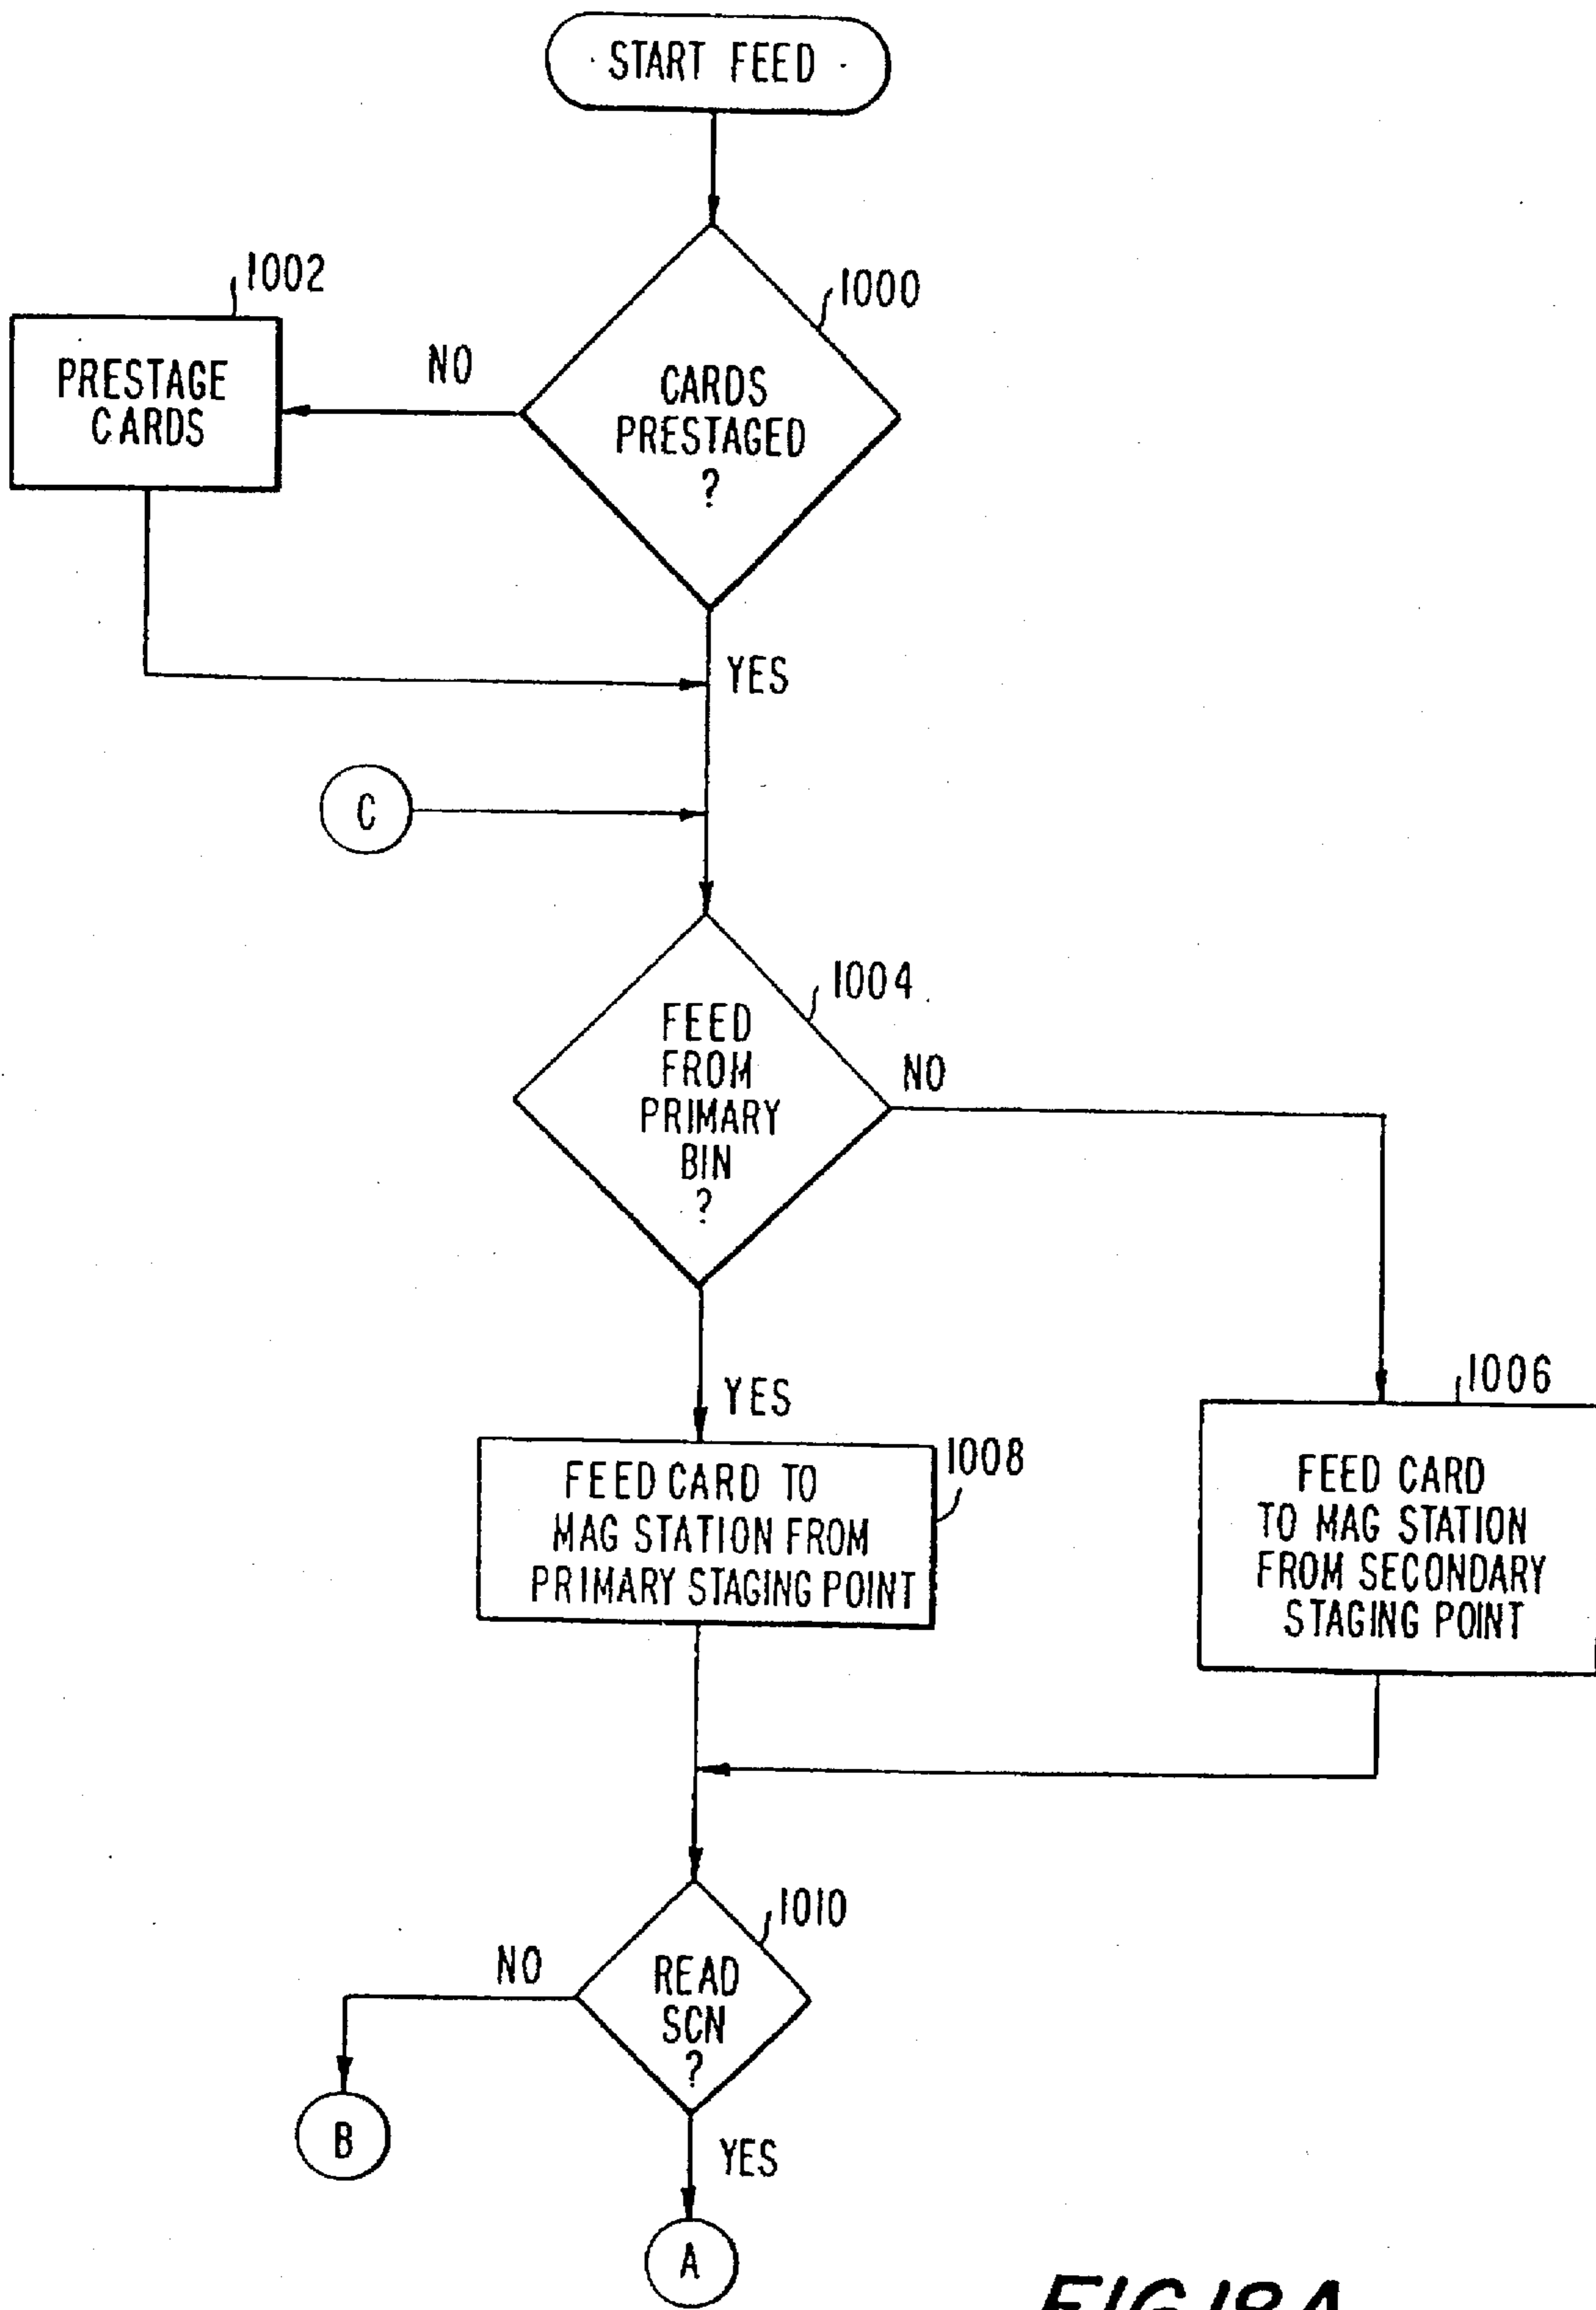 START FEED
1000
1002
CARDS
PRESTAGED
?
NO
PRESTAGE
CARDS
YES
C
1004
FEED
FROM
PRIMARY
BIN
?
NO
YES
1006
1008
FEED CARD TO
MAG STATION FROM
PRIMARY STAGING POINT
FEED CARD
TO MAG STATION
FROM SECONDARY
STAGING POINT
1010
READ
SCN
?
NO
B
YES
A
FIG.18A